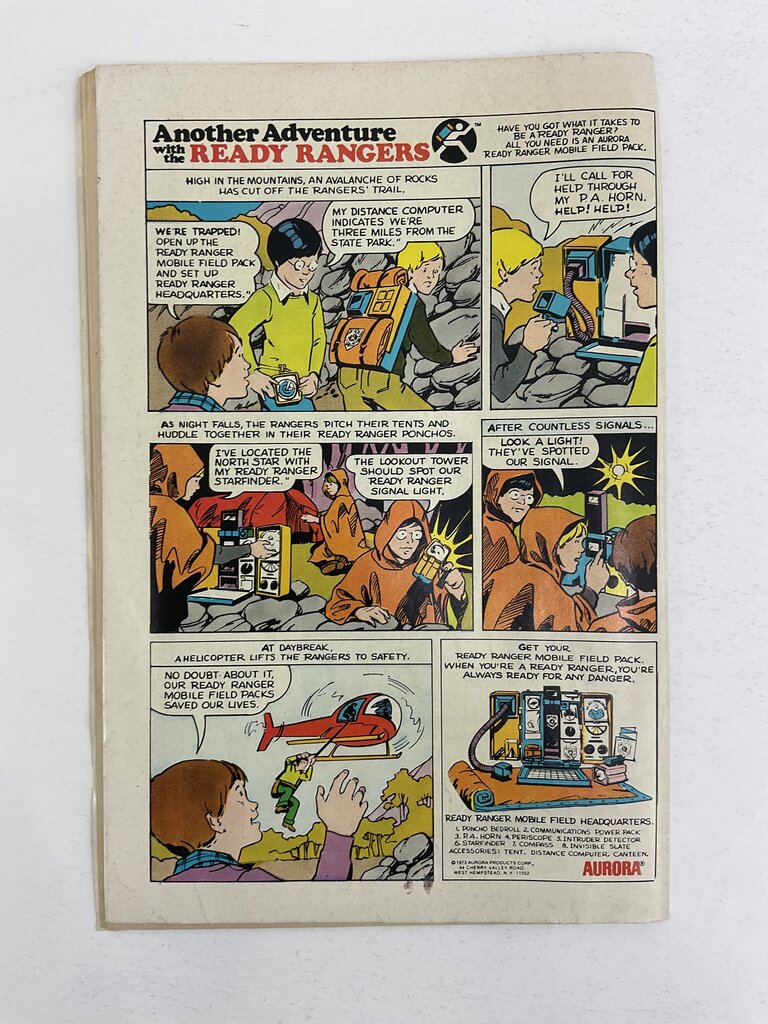 Another Adventure
with the READY RANGERS™
HAVE YOU GOT WHAT IT TAKES TO
BE A READY RANGER?
ALL YOU NEED IS AN AURORA
READY RANGER MOBILE FIELD PACK.
HIGH IN THE MOUNTAINS, AN AVALANCHE OF ROCKS
HAS CUT OFF THE RANGERS' TRAIL.
WE'RE TRAPPED!
OPEN UP THE
READY RANGER
MOBILE FIELD PACK
AND SET UP
READY RANGER
HEADQUARTERS."
MY DISTANCE COMPUTER
INDICATES WE'RE
THREE MILES FROM THE
STATE PARK."
I'LL CALL FOR
HELP THROUGH
MY P.A. HORN.
HELP! HELP!
AS NIGHT FALLS, THE RANGERS PITCH THEIR TENTS AND
HUDDLE TOGETHER IN THEIR READY RANGER PONCHOS.
I'VE LOCATED THE
NORTH STAR WITH
MY READY RANGER
STARFINDER."
THE LOOKOUT TOWER
SHOULD SPOT OUR
READY RANGER
SIGNAL LIGHT.
AFTER COUNTLESS SIGNALS...
LOOK A LIGHT!
THEY'VE SPOTTED
OUR SIGNAL.
AT DAYBREAK,
A HELICOPTER LIFTS THE RANGERS TO SAFETY.
NO DOUBT ABOUT IT,
OUR READY RANGER
MOBILE FIELD PACKS
SAVED OUR LIVES.
GET YOUR
READY RANGER MOBILE FIELD PACK.
WHEN YOU'RE A READY RANGER, YOU'RE
ALWAYS READY FOR ANY DANGER.
READY RANGER MOBILE FIELD HEADQUARTERS.
1. PONCHO BEDROLL 2. COMMUNICATIONS POWER PACK
3. P.A. HORN 4. PERISCOPE 5. INTRUDER DETECTOR
6. STARFINDER 7. COMPASS 8. INVISIBLE SLATE
ACCESSORIES: TENT, DISTANCE COMPUTER, CANTEEN.
© 1973 AURORA PRODUCTS CORP.
44 CHERRY VALLEY ROAD,
WEST HEMPSTEAD, N.Y. 11552
AURORA®